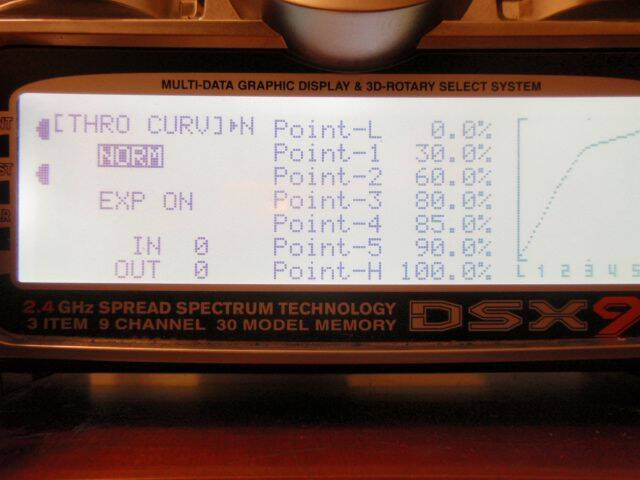 MULTI-DATA GRAPHIC DISPLAY & 3D-ROTARY SELECT SYSTEM
[THRO CURV]▸N
NORM
EXP ON
IN 0
OUT 0
Point-L 0.0%
Point-1 30.0%
Point-2 60.0%
Point-3 80.0%
Point-4 85.0%
Point-5 90.0%
Point-H 100.0%
L 1 2 3 4 5
2.4 GHz SPREAD SPECTRUM TECHNOLOGY
3 ITEM 9 CHANNEL 30 MODEL MEMORY
DSX9